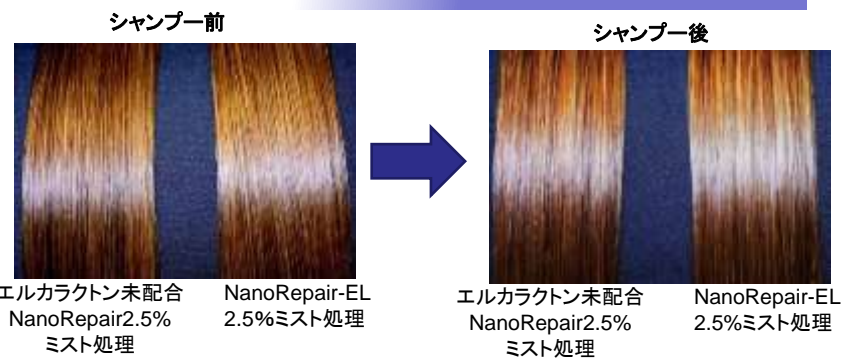 シャンプー前
シャンプー後
エルカラクトン未配合
NanoRepair2.5%
ミスト処理
NanoRepair-EL
2.5%ミスト処理
エルカラクトン未配合
NanoRepair2.5%
ミスト処理
NanoRepair-EL
2.5%ミスト処理